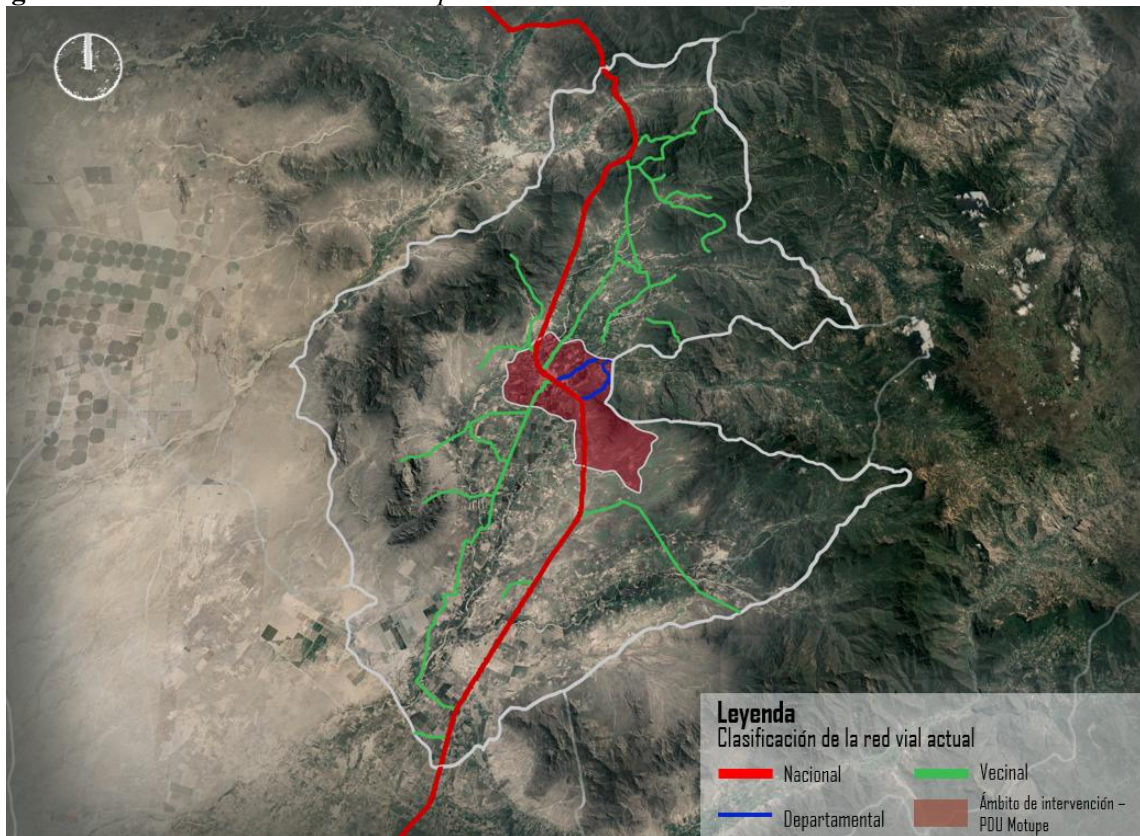 Leyenda
Clasificación de la red vial actual
Nacional
Vecinal
Departamental
Ámbito de intervención –
PDU Motupe